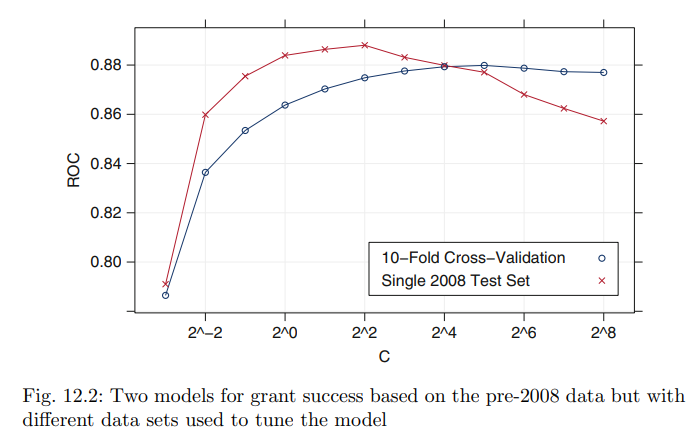 0.88
0.86
0.84
0.82
0.80
ROC
10−Fold Cross−Validation
Single 2008 Test Set
2^−2 2^0 2^2 2^4 2^6 2^8
C
Fig. 12.2: Two models for grant success based on the pre-2008 data but with
different data sets used to tune the model